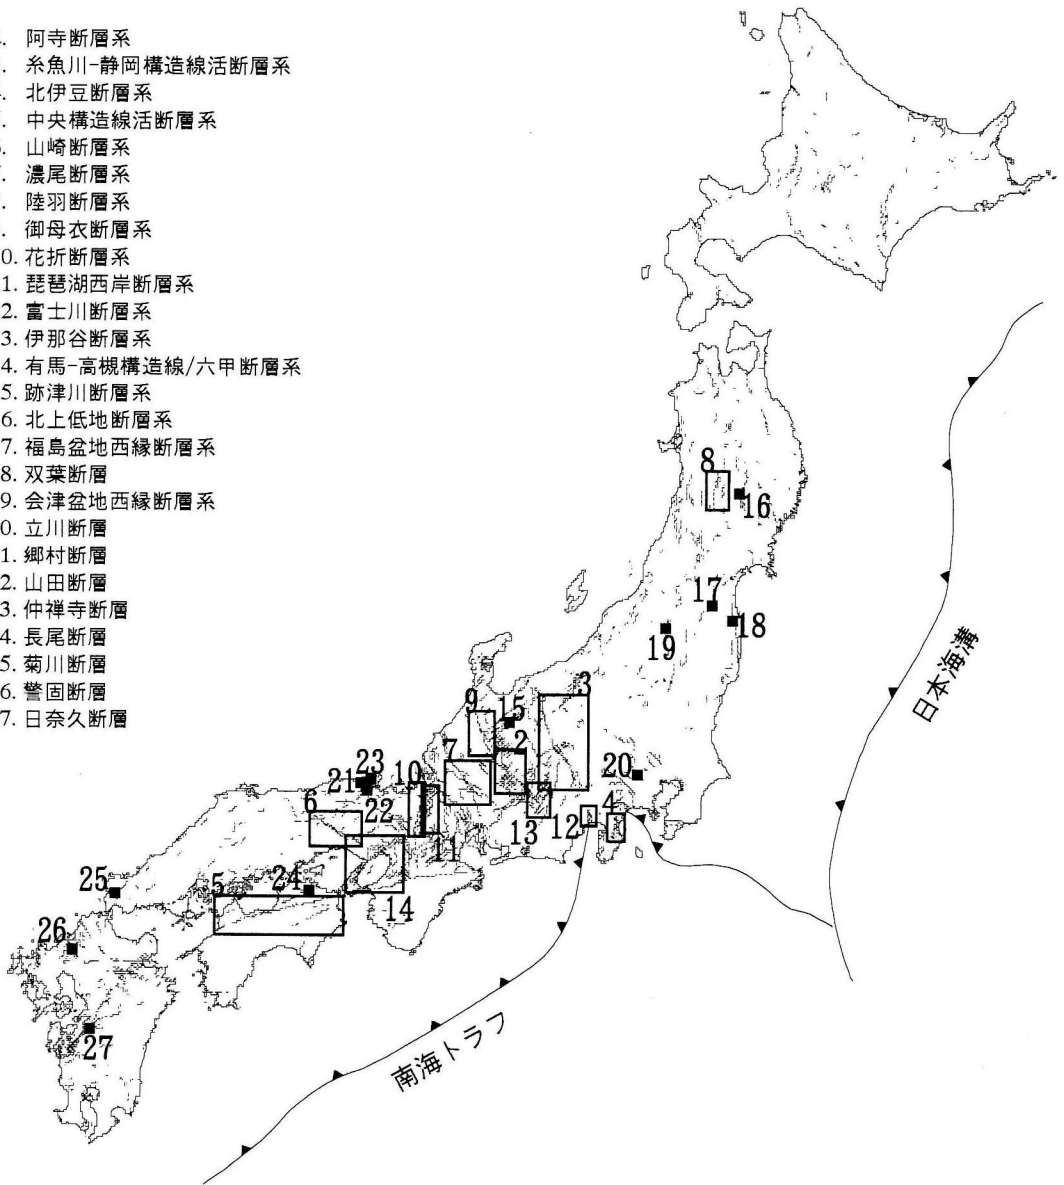 . 阿寺断層系
. 糸魚川-静岡構造線活断層系
. 北伊豆断層系
. 中央構造線活断層系
. 山崎断層系
. 濃尾断層系
. 陸羽断層系
. 御母衣断層系
0. 花折断層系
1. 琵琶湖西岸断層系
2. 富士川断層系
3. 伊那谷断層系
4. 有馬-高槻構造線/六甲断層系
5. 跡津川断層系
6. 北上低地断層系
7. 福島盆地西縁断層系
8. 双葉断層
9. 会津盆地西縁断層系
0. 立川断層
1. 郷村断層
2. 山田断層
3. 仲禅寺断層
4. 長尾断層
5. 菊川断層
6. 警固断層
7. 日奈久断層
8
16
17
18
19
3
9
15
2
7
20
23
10
21
22
6
4
13
12
11
25
5
24
14
26
27
日本海溝
南海トラフ